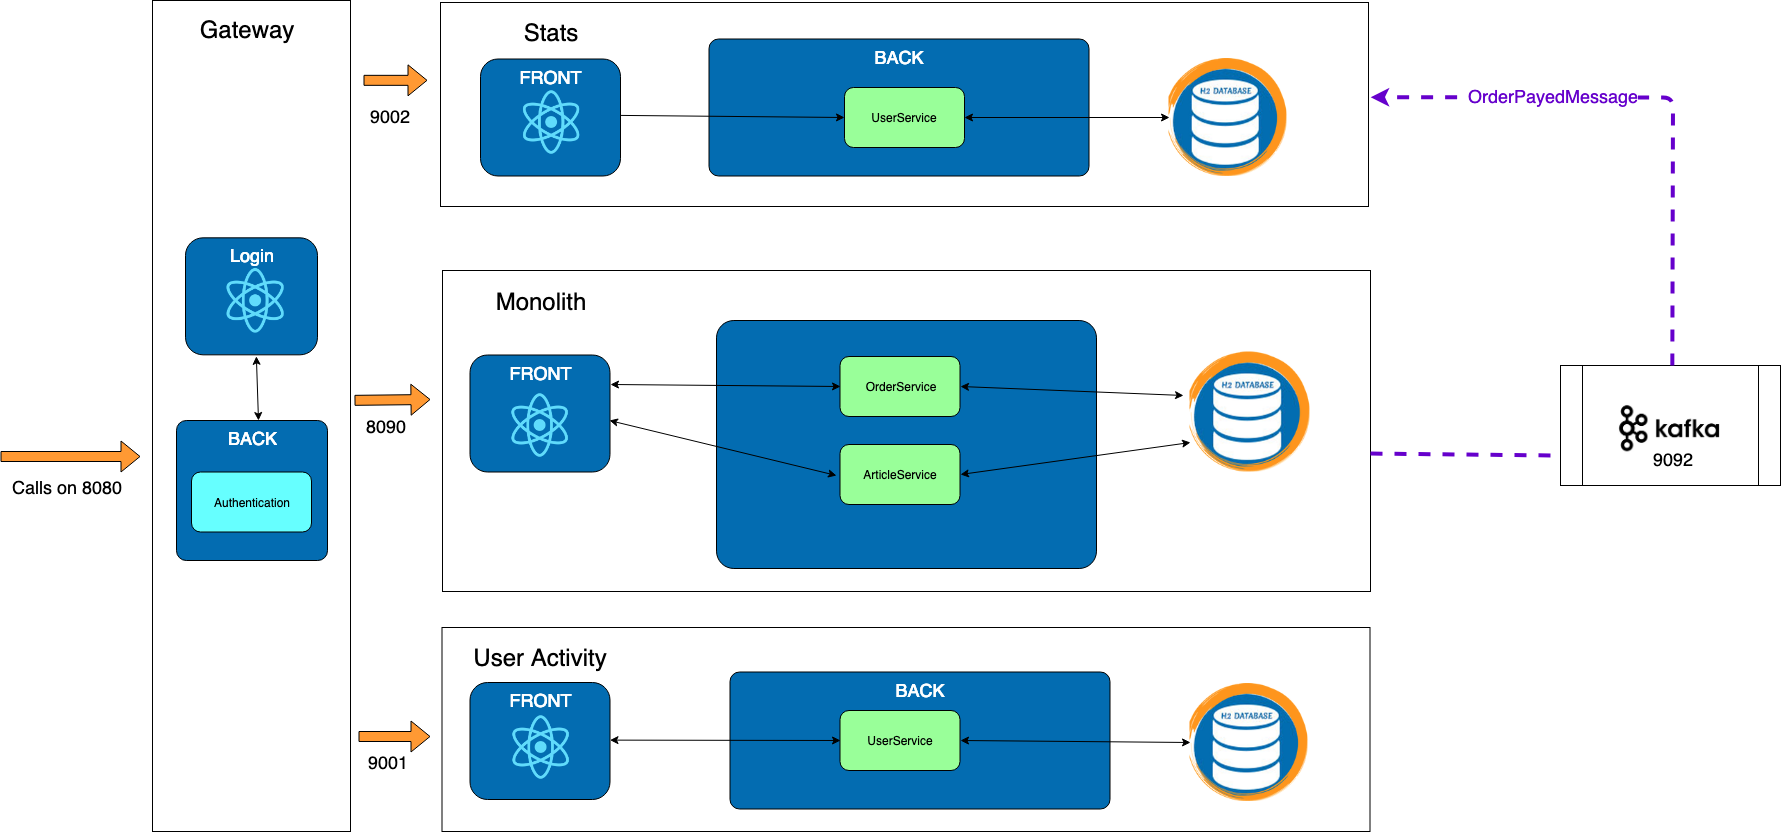 Gateway
Login
BACK
Authentication
Calls on 8080
9002
8090
9001
Stats
FRONT
BACK
UserService
H2 DATABASE
OrderPayedMessage
Monolith
FRONT
OrderService
ArticleService
H2 DATABASE
kafka
9092
User Activity
FRONT
BACK
UserService
H2 DATABASE